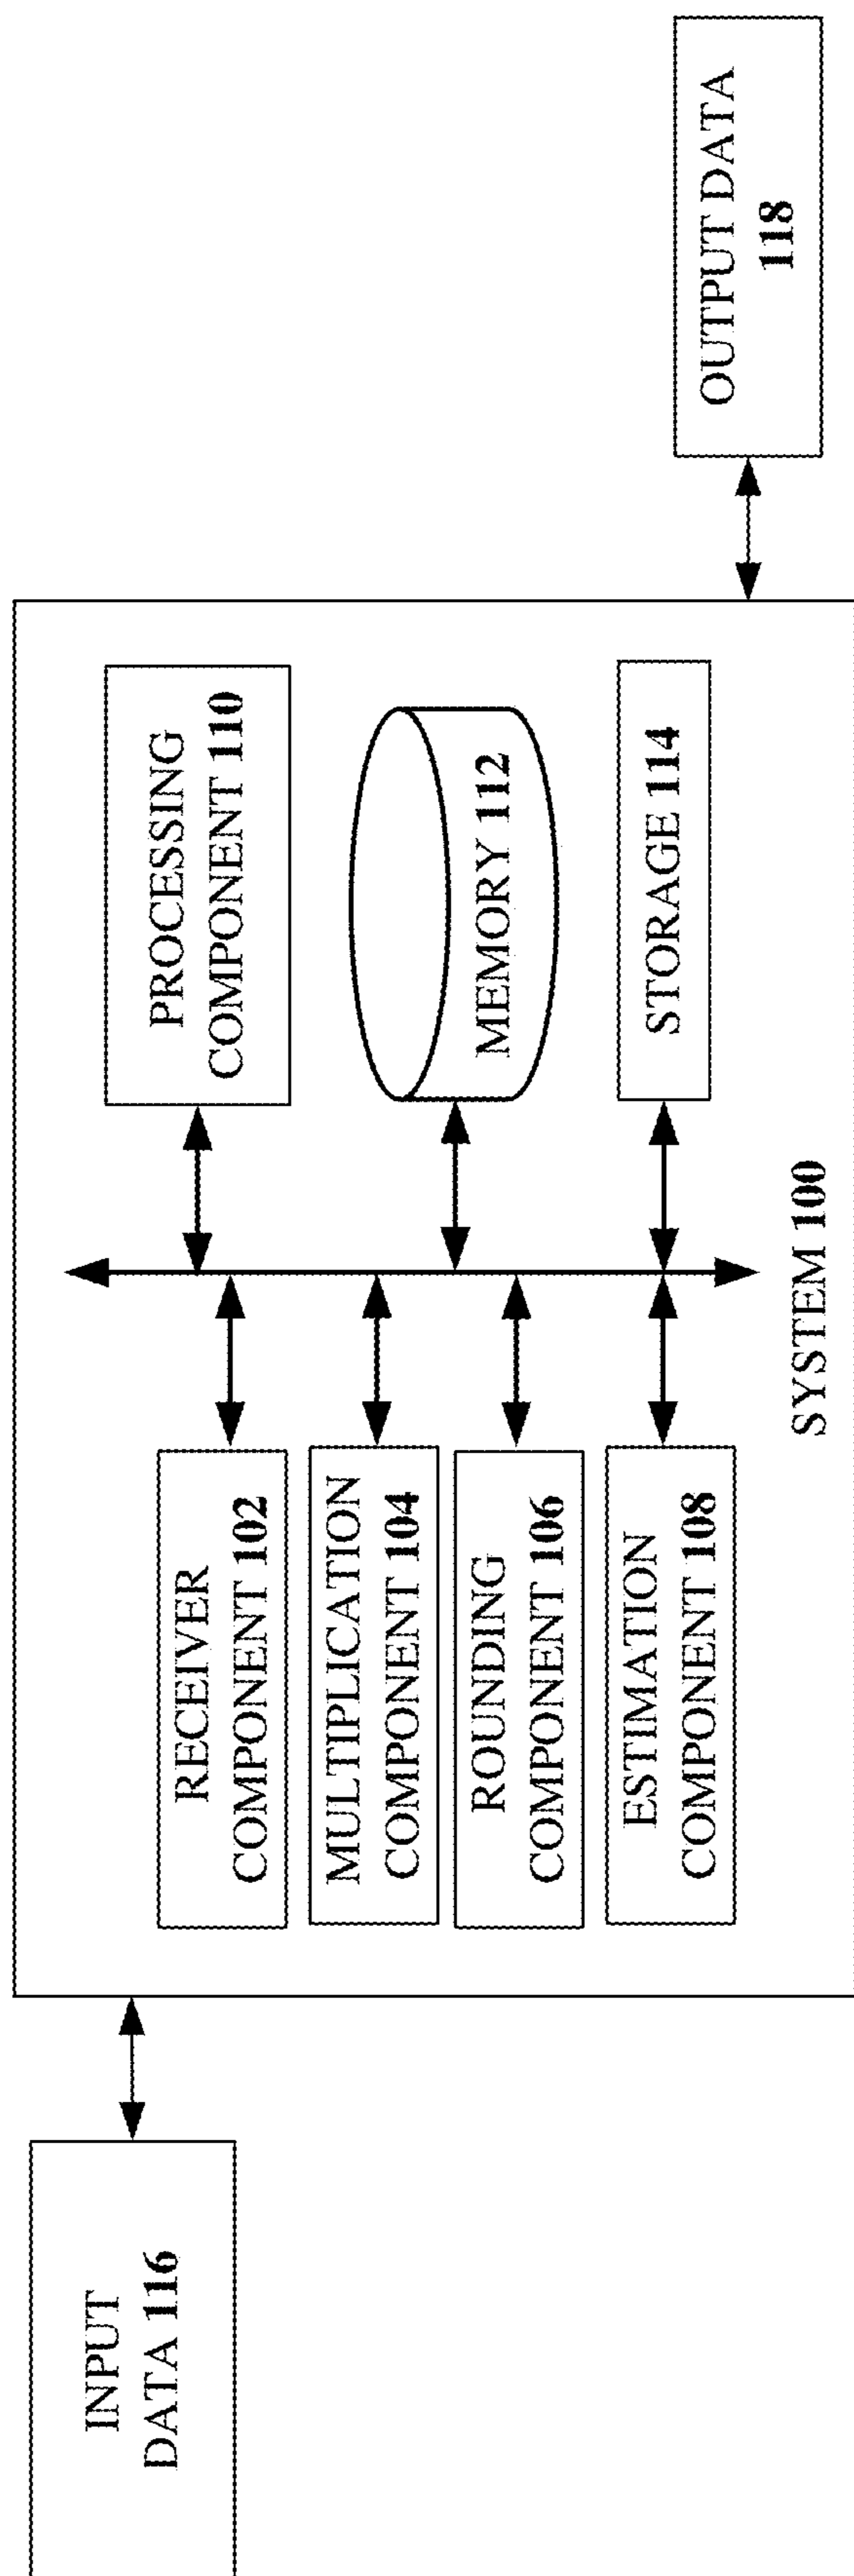 INPUT
DATA 116
RECEIVER
COMPONENT 102
MULTIPLICATION
COMPONENT 104
ROUNDING
COMPONENT 106
ESTIMATION
COMPONENT 108
PROCESSING
COMPONENT 110
MEMORY 112
STORAGE 114
SYSTEM 100
OUTPUT DATA
118